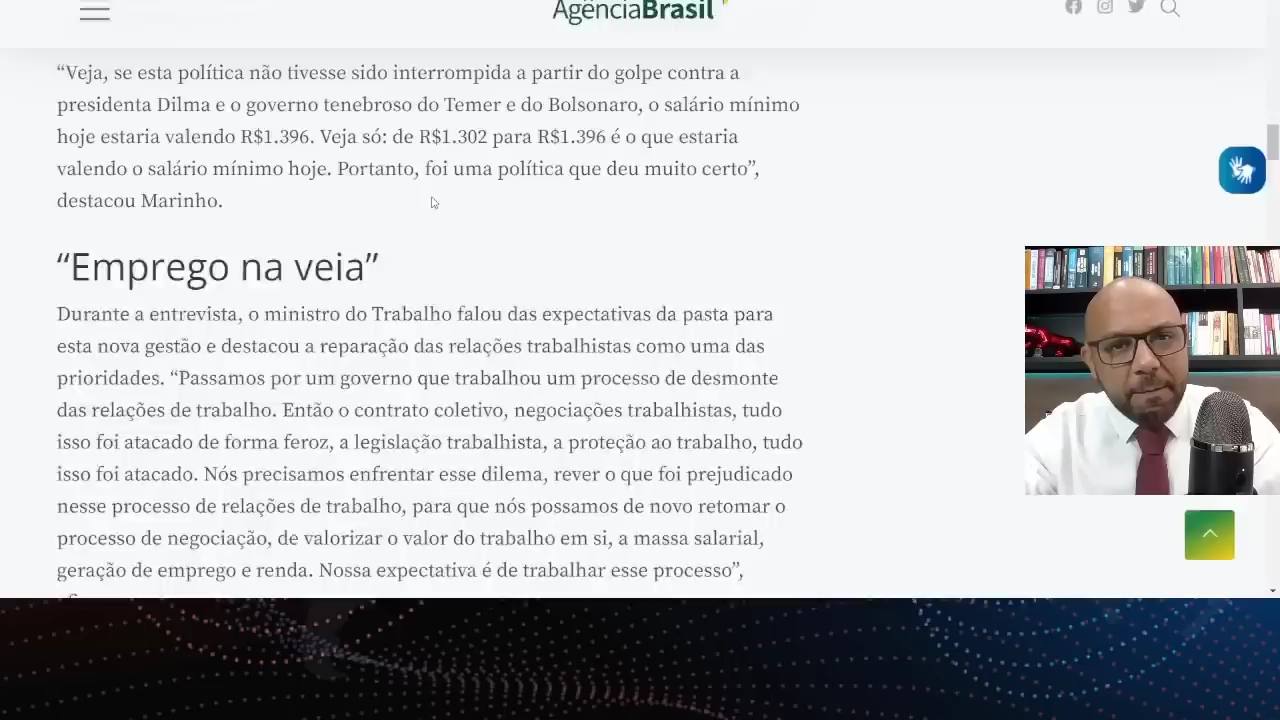 AgênciaBrasil
“Veja, se esta política não tivesse sido interrompida a partir do golpe contra a
presidenta Dilma e o governo tenebroso do Temer e do Bolsonaro, o salário mínimo
hoje estaria valendo R$1.396. Veja só: de R$1.302 para R$1.396 é o que estaria
valendo o salário mínimo hoje. Portanto, foi uma política que deu muito certo”,
destacou Marinho.
“Emprego na veia”
Durante a entrevista, o ministro do Trabalho falou das expectativas da pasta para
esta nova gestão e destacou a reparação das relações trabalhistas como uma das
prioridades. “Passamos por um governo que trabalhou um processo de desmonte
das relações de trabalho. Então o contrato coletivo, negociações trabalhistas, tudo
isso foi atacado de forma feroz, a legislação trabalhista, a proteção ao trabalho, tudo
isso foi atacado. Nós precisamos enfrentar esse dilema, rever o que foi prejudicado
nesse processo de relações de trabalho, para que nós possamos de novo retomar o
processo de negociação, de valorizar o valor do trabalho em si, a massa salarial,
geração de emprego e renda. Nossa expectativa é de trabalhar esse processo”,